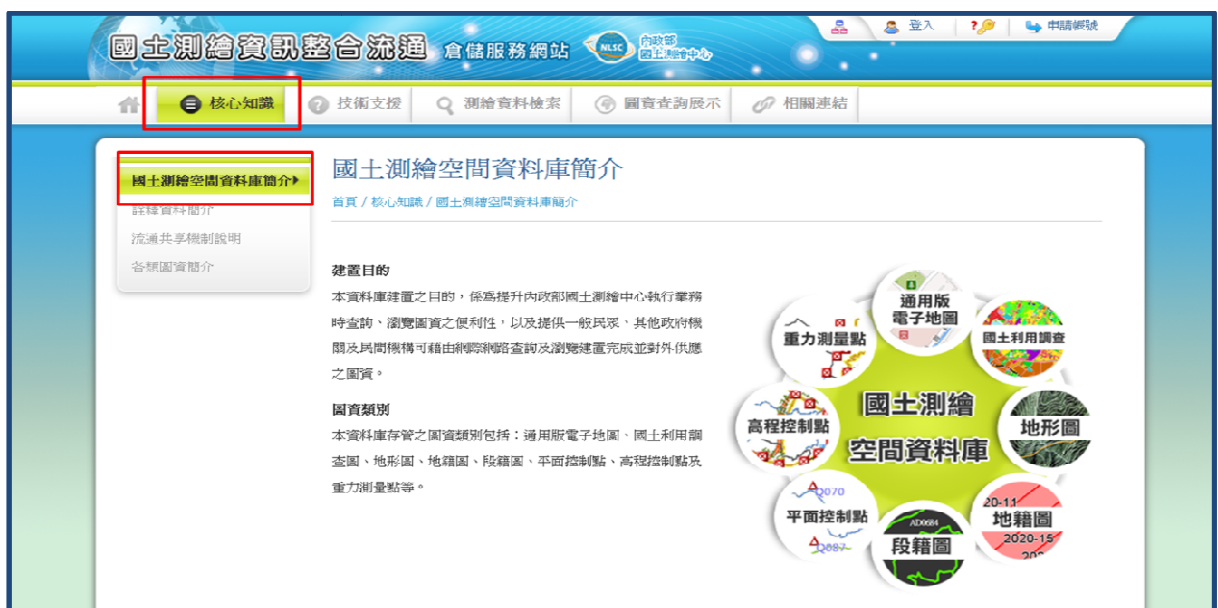 國土測繪資訊整合流通 倉儲服務網站 NLSC 內政部 國土測繪中心
登入 申請帳號
核心知識 技術支援 測繪資料檢索 圖資查詢展示 相關連結
國土測繪空間資料庫簡介
詮釋資料簡介
流通共享機制說明
各類圖資簡介
國土測繪空間資料庫簡介
首頁 / 核心知識 / 國土測繪空間資料庫簡介
建置目的
本資料庫建置之目的,係為提升內政部國土測繪中心執行業務
時查詢、瀏覽圖資之便利性,以及提供一般民眾、其他政府機
關及民間機構可藉由網際網路查詢及瀏覽建置完成並對外供應
之圖資。
圖資類別
本資料庫存管之圖資類別包括:通用版電子地圖、國土利用調
查圖、地形圖、地籍圖、段籍圖、平面控制點、高程控制點及
重力測量點等。
通用版
電子地圖
國土利用調查
地形圖
20-11
地籍圖
2020-15
202
AD0684
段籍圖
Q070
平面控制點
Q087
高程控制點
重力測量點
國土測繪
空間資料庫